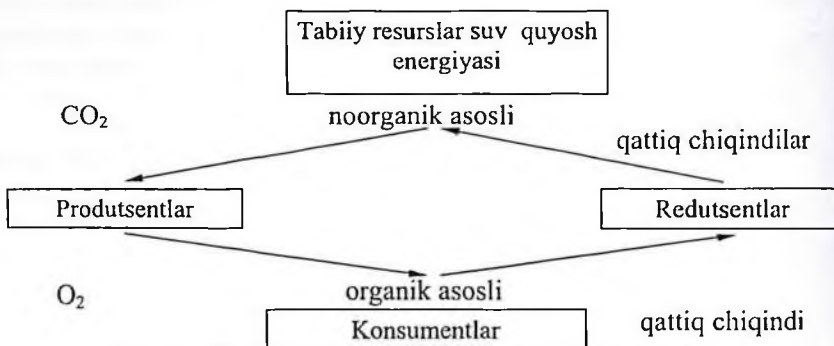 Tabiiy resurslar suv quyosh
energiyasi
CO₂
noorganik asosli
qattiq chiqindilar
Produtsentlar
Redutsentlar
O₂
organik asosli
Konsumentlar
qattiq chiqindi